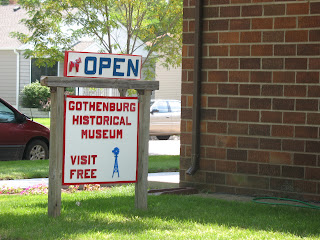 OPEN
GOTHENBURG
HISTORICAL
MUSEUM
VISIT
FREE